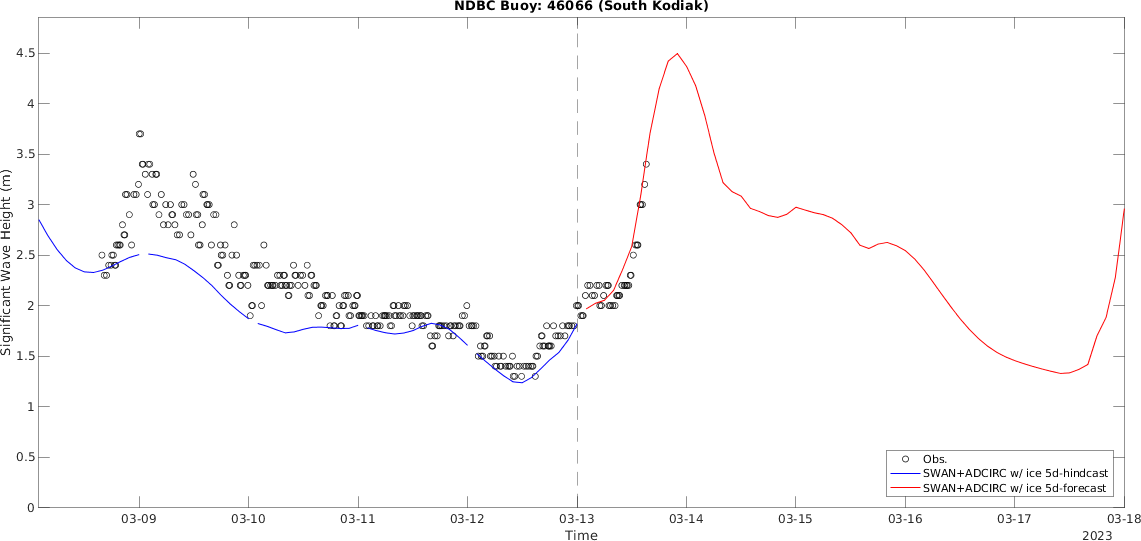 NDBC Buoy: 46066 (South Kodiak)
Significant Wave Height (m)
4.5
4
3.5
3
2.5
2
1.5
1
0.5
0
03-09 03-10 03-11 03-12 03-13 03-14 03-15 03-16 03-17 03-18
Time
2023
Obs.
SWAN+ADCIRC w/ ice 5d-hindcast
SWAN+ADCIRC w/ ice 5d-forecast